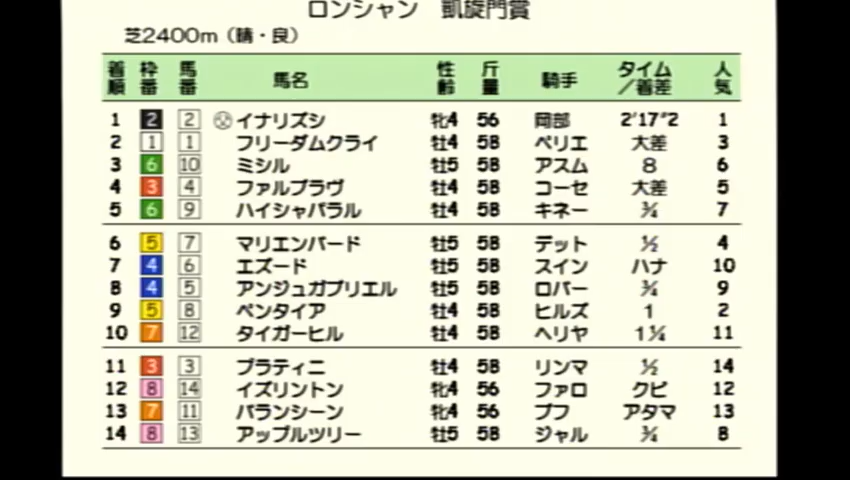 ロンシャン 凱旋門賞
芝2400m（晴・良）
着順 枠番 馬番 馬名 性齢 斤量 騎手 タイム/着差 人気
1 2 2 イナリズシ 牝4 56 岡部 2'17"2 1
2 1 1 フリーダムクライ 牡4 58 ペリエ 大差 3
3 6 10 ミシル 牡5 58 アスム 8 6
4 3 4 ファルブラヴ 牡4 58 コーセ 大差 5
5 6 9 ハイシャパラル 牡4 58 キネー ¾ 7
6 5 7 マリエンバード 牡5 58 デット ½ 4
7 4 6 エズード 牡5 58 スイン ハナ 10
8 4 5 アンジュガブリエル 牡5 58 ロバー ¾ 9
9 5 8 ペンタイア 牡4 58 ヒルズ 1 2
10 7 12 タイガーヒル 牡4 58 ヘリヤ 1¼ 11
11 3 3 プラティニ 牡4 58 リンマ ½ 14
12 8 14 イズリントン 牝4 56 ファロ クビ 12
13 7 11 バランシーン 牝4 56 プフ アタマ 13
14 8 13 アップルツリー 牡5 58 ジャル ¾ 8